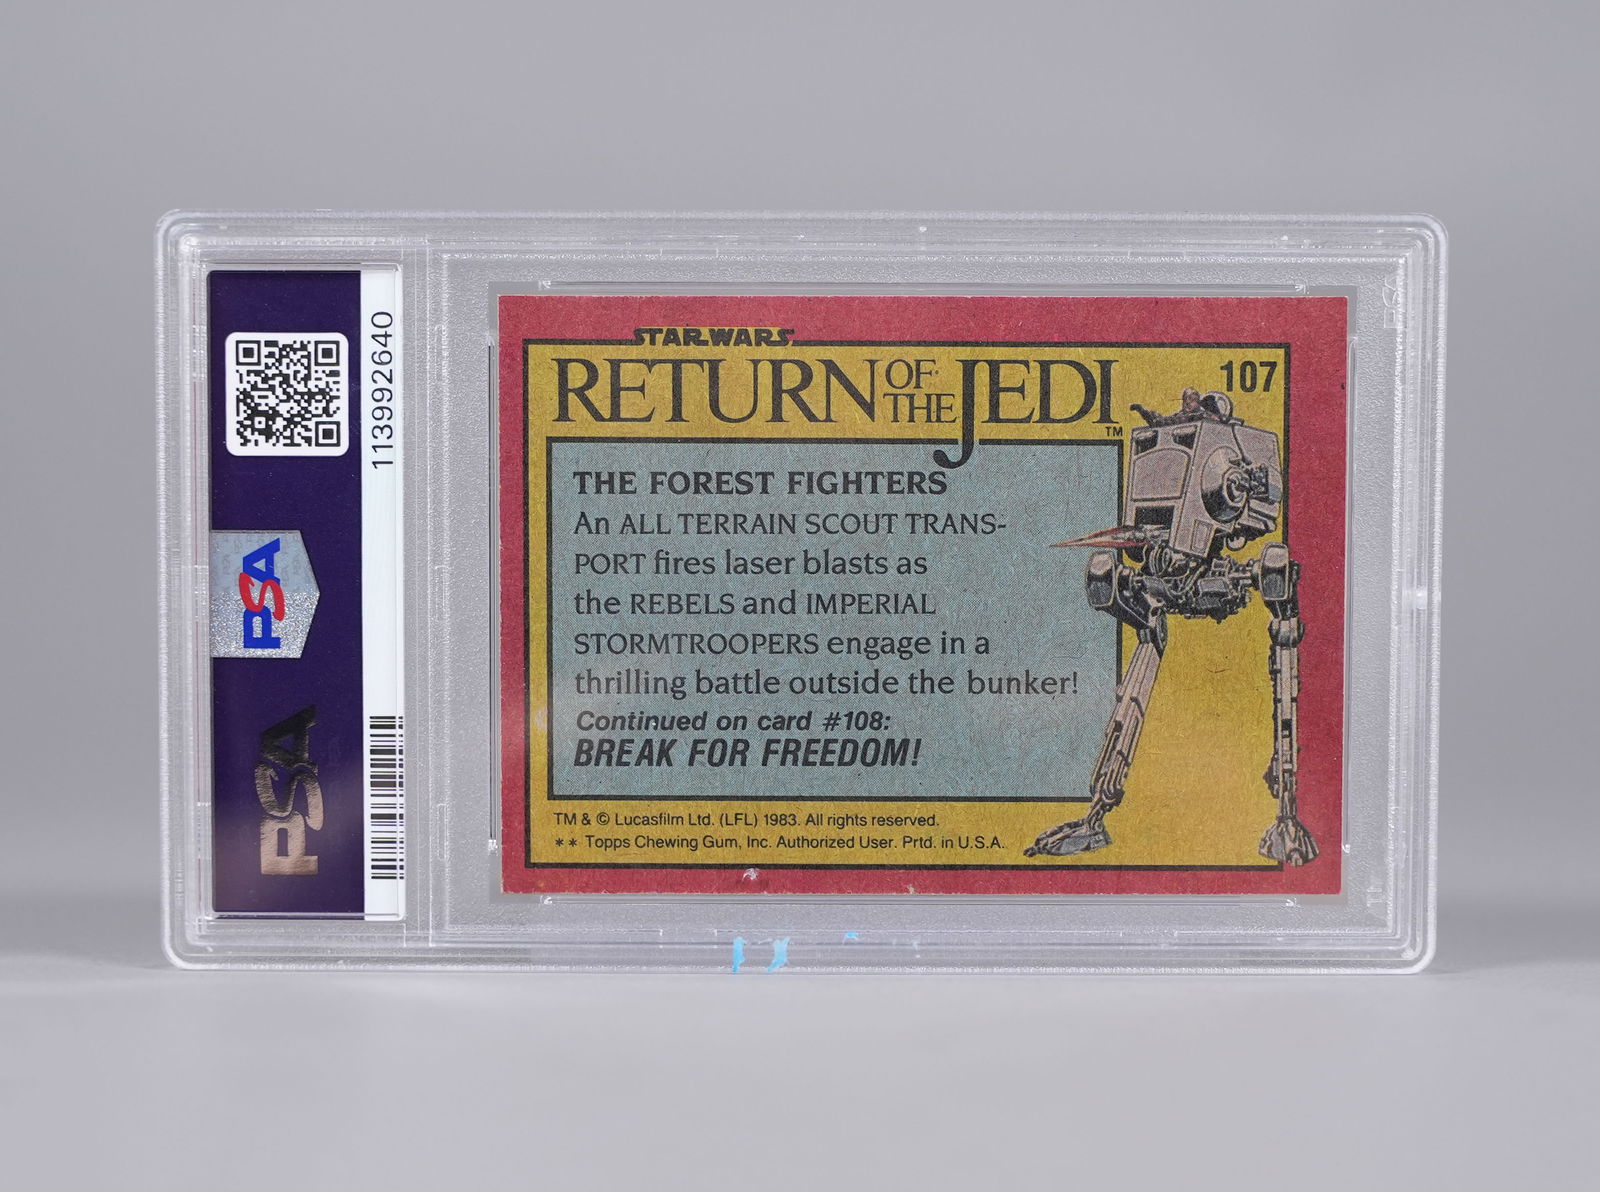 113992640
PSA
PSA
STAR WARS
RETURN OF THE JEDI
TM
107
THE FOREST FIGHTERS
An ALL TERRAIN SCOUT TRANS-
PORT fires laser blasts as
the REBELS and IMPERIAL
STORMTROOPERS engage in a
thrilling battle outside the bunker!
Continued on card #108:
BREAK FOR FREEDOM!
TM & © Lucasfilm Ltd. (LFL) 1983. All rights reserved.
** Topps Chewing Gum, Inc. Authorized User. Prtd. in U.S.A.